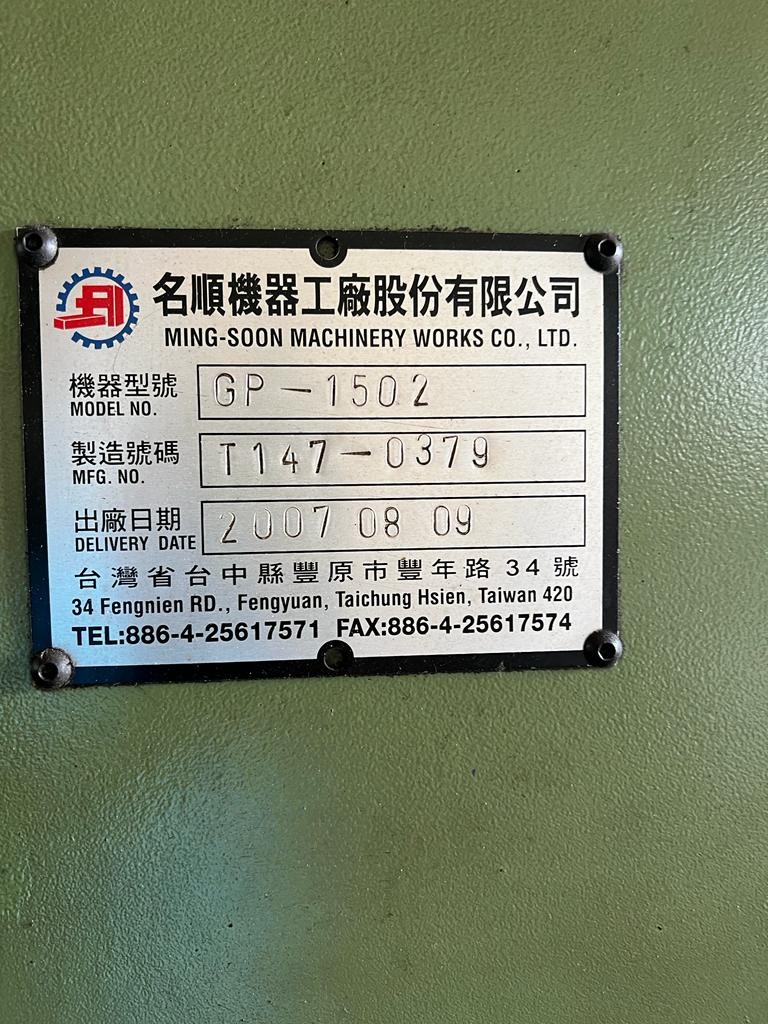 名順機器工廠股份有限公司
MING-SOON MACHINERY WORKS CO., LTD.
機器型號 GP-1502
MODEL NO.
製造號碼 T147-0379
MFG. NO.
出廠日期 2007 08 09
DELIVERY DATE
台灣省台中縣豐原市豐年路34號
34 Fengnien RD., Fengyuan, Taichung Hsien, Taiwan 420
TEL:886-4-25617571 FAX:886-4-25617574